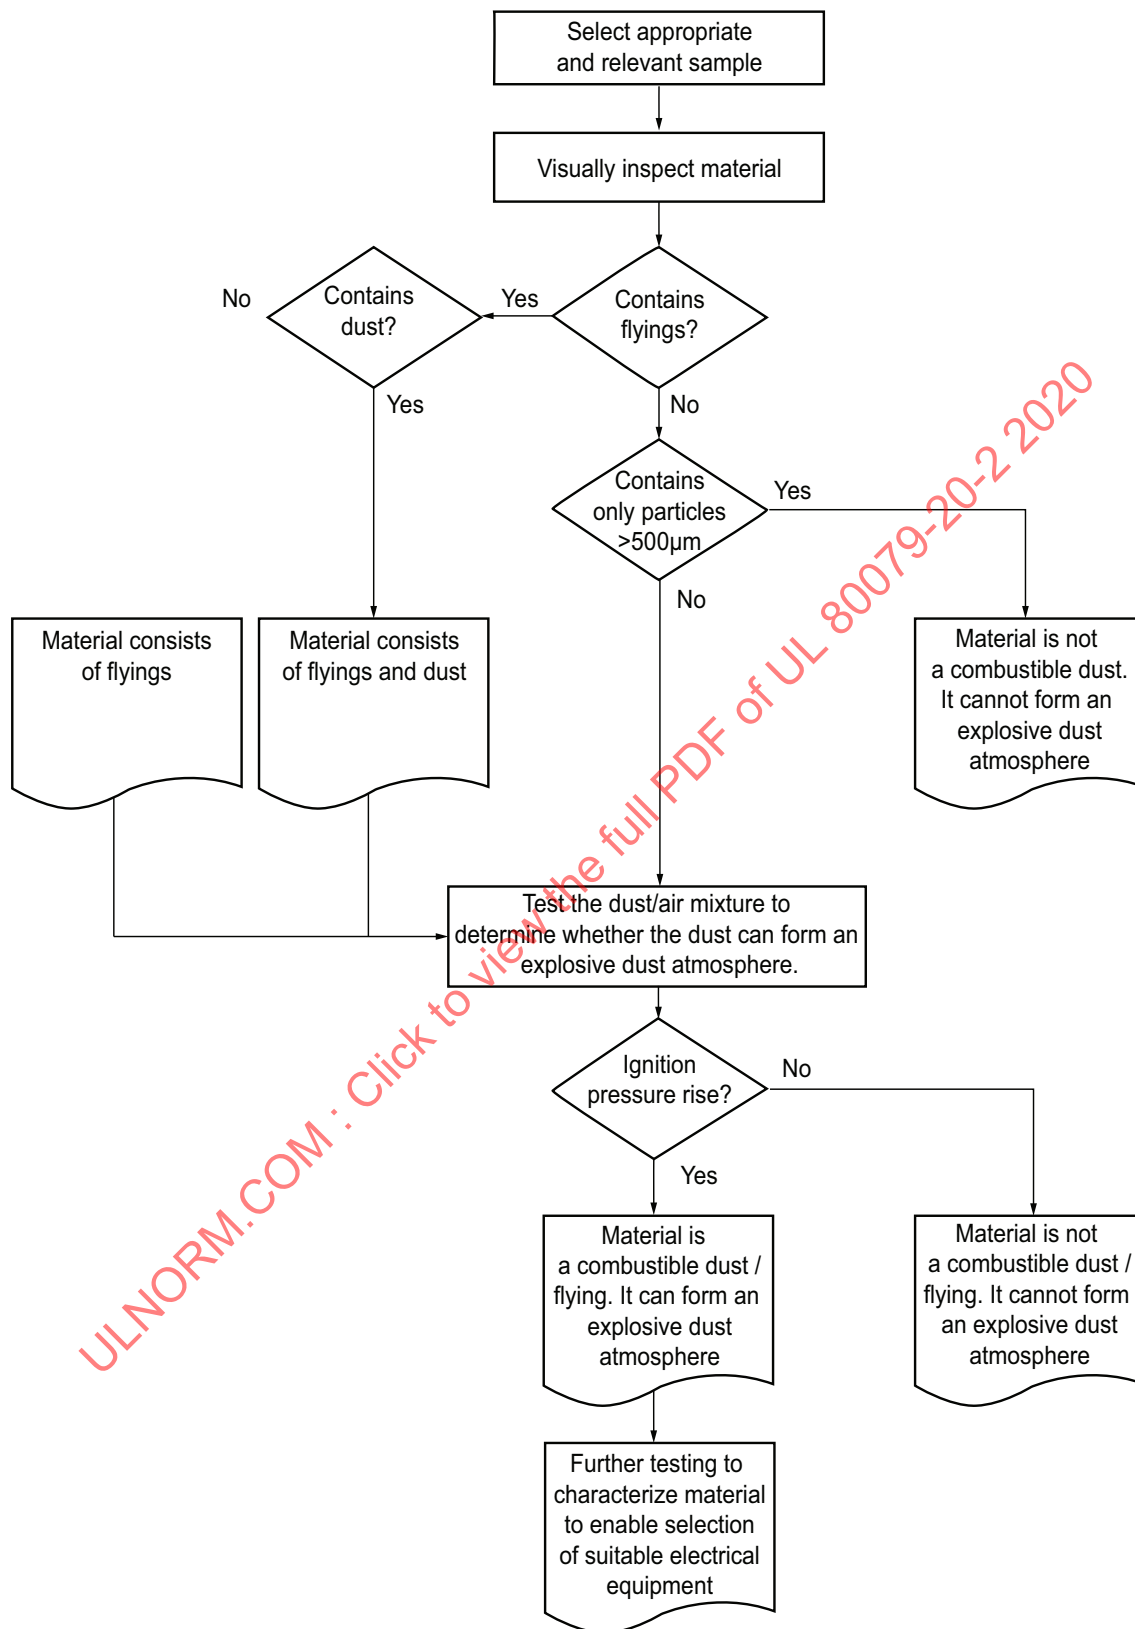 Select appropriate
and relevant sample
Visually inspect material
No
Contains
dust?
Yes
Contains
flyings?
Yes
No
Contains
only particles
>500µm
Yes
No
Material consists
of flyings
Material consists
of flyings and dust
Material is not
a combustible dust.
It cannot form an
explosive dust
atmosphere
Test the dust/air mixture to
determine whether the dust can form an
explosive dust atmosphere.
Ignition
pressure rise?
No
Yes
Material is
a combustible dust /
flying. It can form an
explosive dust
atmosphere
Material is not
a combustible dust /
flying. It cannot form
an explosive dust
atmosphere
Further testing to
characterize material
to enable selection
of suitable electrical
equipment
ULNORM.COM : Click to view the full PDF of UL 80079-20-2 2020